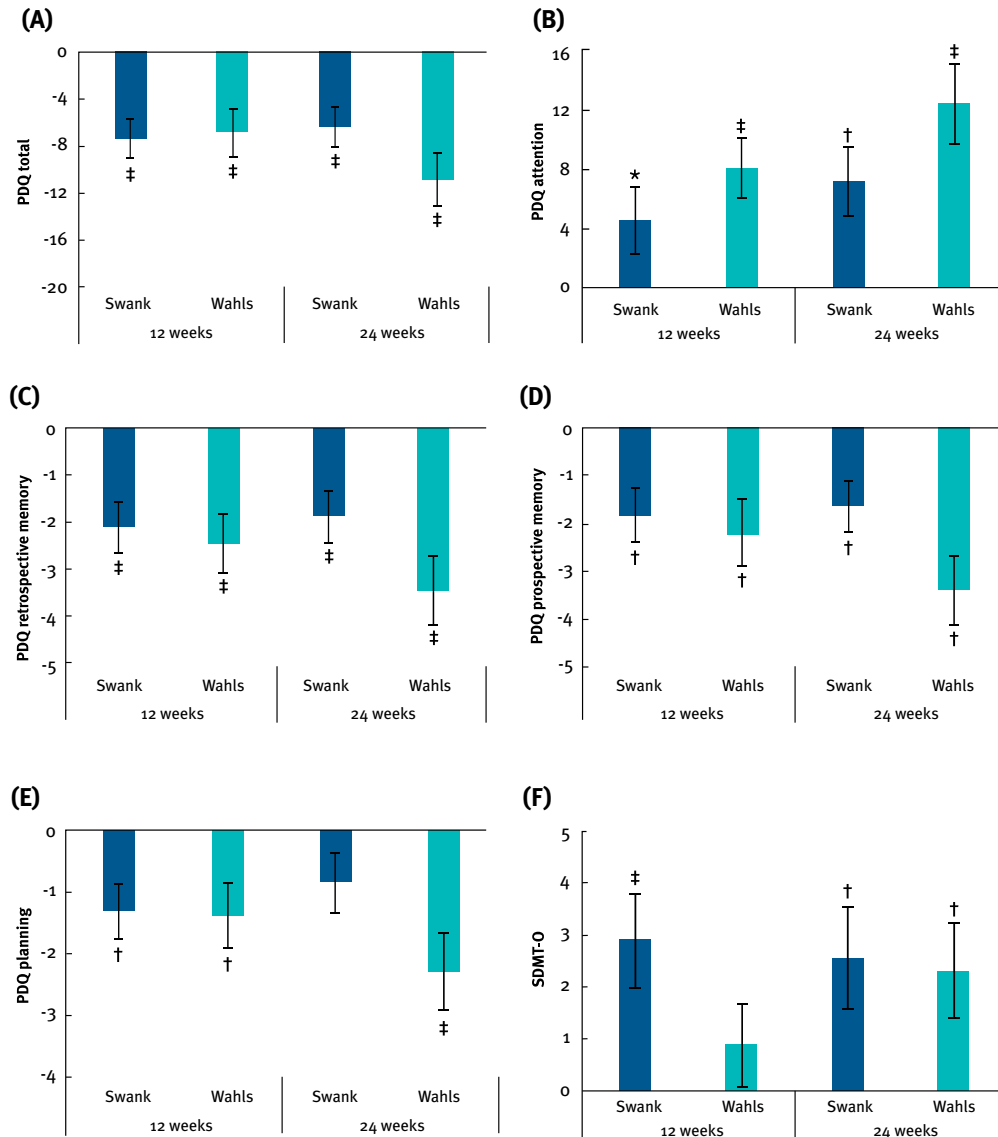 (A)
PDQ total
0
-4
-8
-12
-16
-20
‡ ‡ ‡ ‡
Swank Wahls Swank Wahls
12 weeks 24 weeks
(B)
PDQ attention
16
12
8
4
0
* ‡ † ‡
Swank Wahls Swank Wahls
12 weeks 24 weeks
(C)
PDQ retrospective memory
0
-1
-2
-3
-4
-5
‡ ‡ ‡ ‡
Swank Wahls Swank Wahls
12 weeks 24 weeks
(D)
PDQ prospective memory
0
-1
-2
-3
-4
-5
† † † †
Swank Wahls Swank Wahls
12 weeks 24 weeks
(E)
PDQ planning
0
-1
-2
-3
-4
† † ‡
Swank Wahls Swank Wahls
12 weeks 24 weeks
(F)
SDMT-O
5
4
3
2
1
0
‡ † †
Swank Wahls Swank Wahls
12 weeks 24 weeks